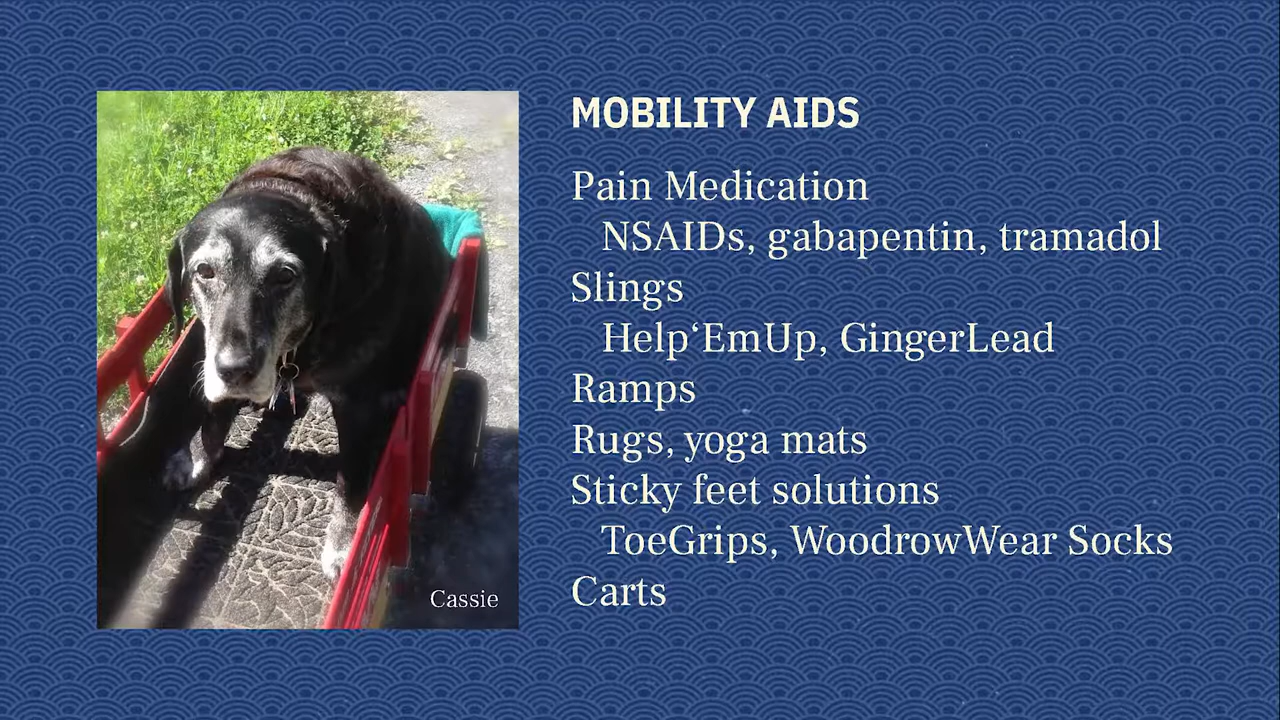 MOBILITY AIDS
Pain Medication
NSAIDs, gabapentin, tramadol
Slings
Help‘EmUp, GingerLead
Ramps
Rugs, yoga mats
Sticky feet solutions
ToeGrips, WoodrowWear Socks
Carts
Cassie